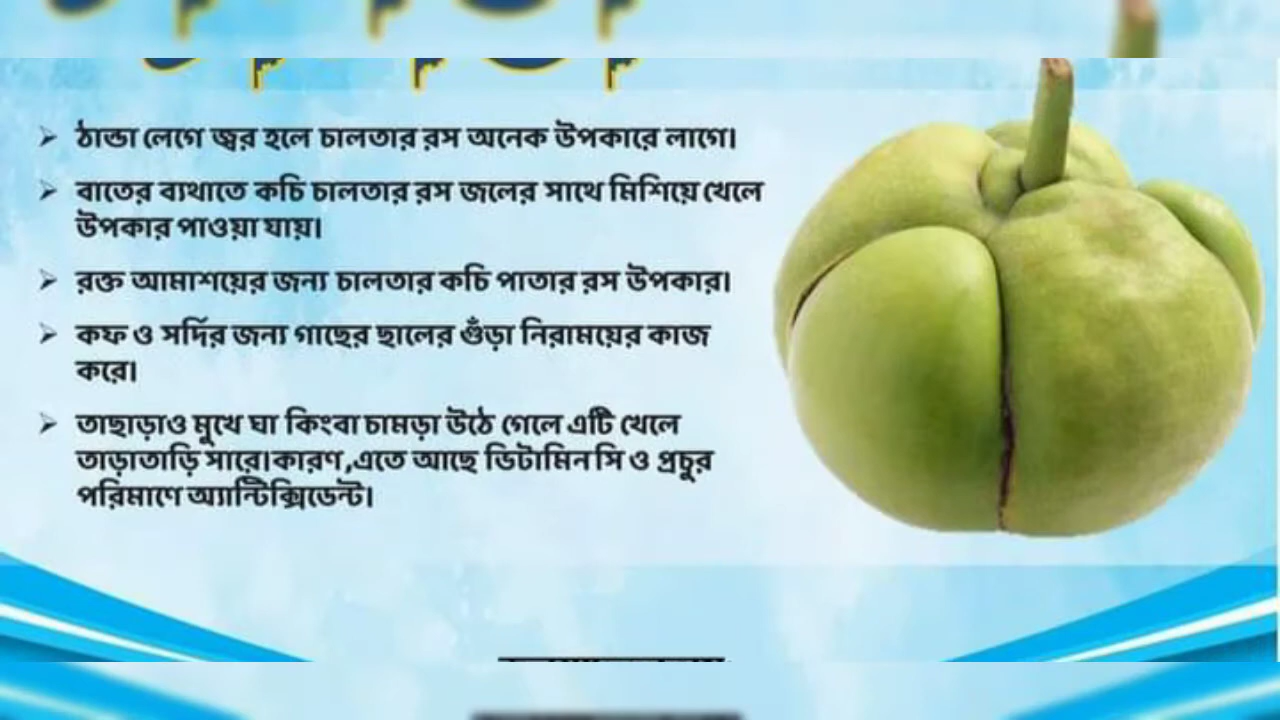 ঠান্ডা লেগে জ্বর হলে চালতার রস অনেক উপকারে লাগে।
বাতের ব্যথাতে কচি চালতার রস জলের সাথে মিশিয়ে খেলে
উপকার পাওয়া যায়।
রক্ত আমাশয়ের জন্য চালতার কচি পাতার রস উপকার।
কফ ও সর্দির জন্য গাছের ছালের গুঁড়া নিরাময়ের কাজ
করে।
তাছাড়াও মুখে ঘা কিংবা চামড়া উঠে গেলে এটি খেলে
তাড়াতাড়ি সারে।কারণ,এতে আছে ভিটামিন সি ও প্রচুর
পরিমাণে অ্যান্টিক্সিডেন্ট।